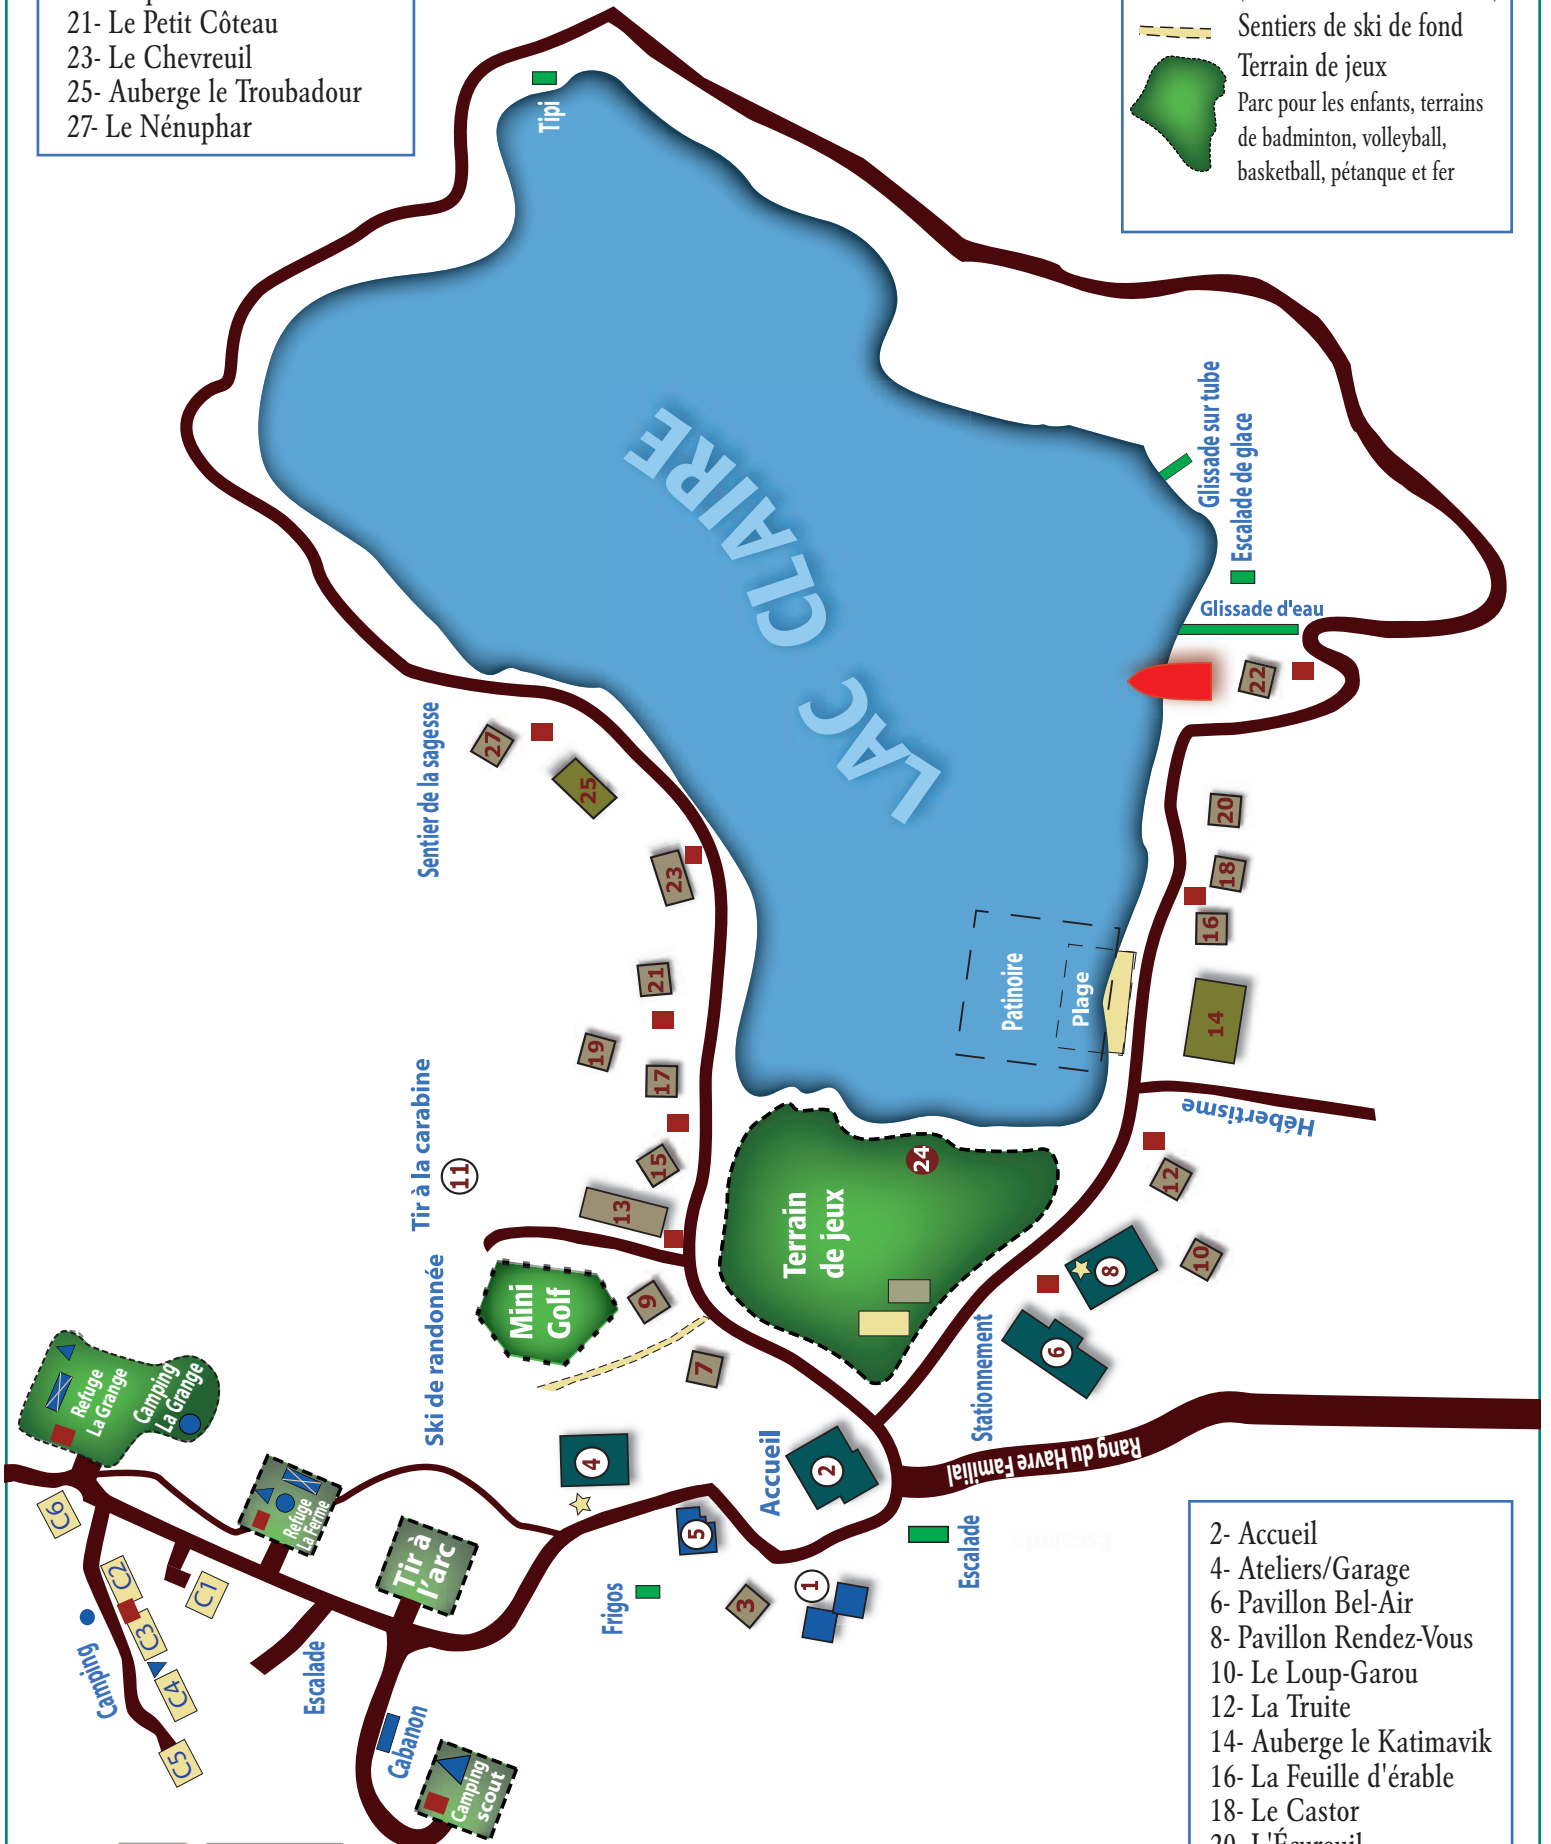 21- Le Petit Côteau
23- Le Chevreuil
25- Auberge le Troubadour
27- Le Nénuphar
Sentiers de ski de fond
Terrain de jeux
Parc pour les enfants, terrains
de badminton, volleyball,
basketball, pétanque et fer
Tipi
LAC CLAIRE
Glissade sur tube
Escalade de glace
Glissade d'eau
22
Sentier de la sagesse
27
25
23
20
18
16
21
19
17
Patinoire
Plage
14
Tir à la carabine
11
15
13
Hébertisme
12
10
24
Terrain
de jeux
8
6
Stationnement
Mini
Golf
9
7
Ski de randonnée
Refuge
La Grange
Camping
La Grange
4
Accueil
2
Rang du Havre Familial
5
Refuge
La Ferme
C6
C2
C1
C3
C4
C5
Camping
Tir à
l'arc
Frigos
3
1
Escalade
Escalade
Escalade
Cabanon
Camping
scout
2- Accueil
4- Ateliers/Garage
6- Pavillon Bel-Air
8- Pavillon Rendez-Vous
10- Le Loup-Garou
12- La Truite
14- Auberge le Katimavik
16- La Feuille d'érable
18- Le Castor
20- L'Écureuil